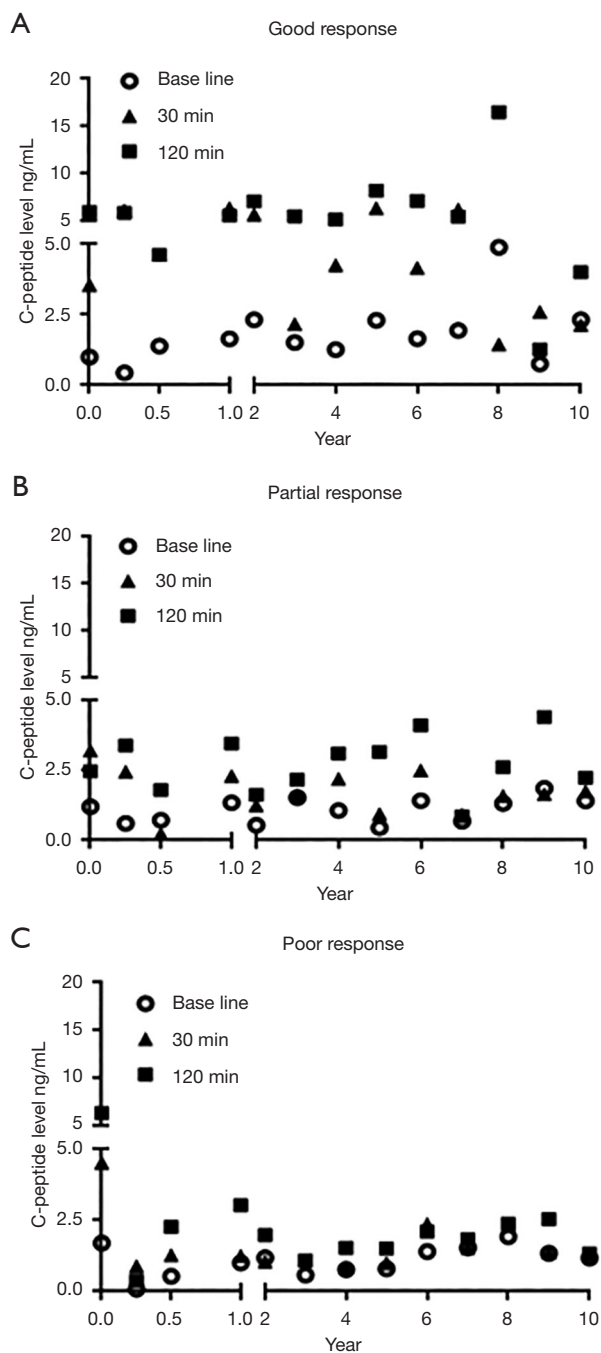 A
Good response
C-peptide level ng/mL
20
15
10
5
5.0
2.5
0.0
Base line
30 min
120 min
0.0 0.5 1.0 2 4 6 8 10
Year
B
Partial response
C-peptide level ng/mL
20
15
10
5
5.0
2.5
0.0
Base line
30 min
120 min
0.0 0.5 1.0 2 4 6 8 10
Year
C
Poor response
C-peptide level ng/mL
20
15
10
5
5.0
2.5
0.0
Base line
30 min
120 min
0.0 0.5 1.0 2 4 6 8 10
Year